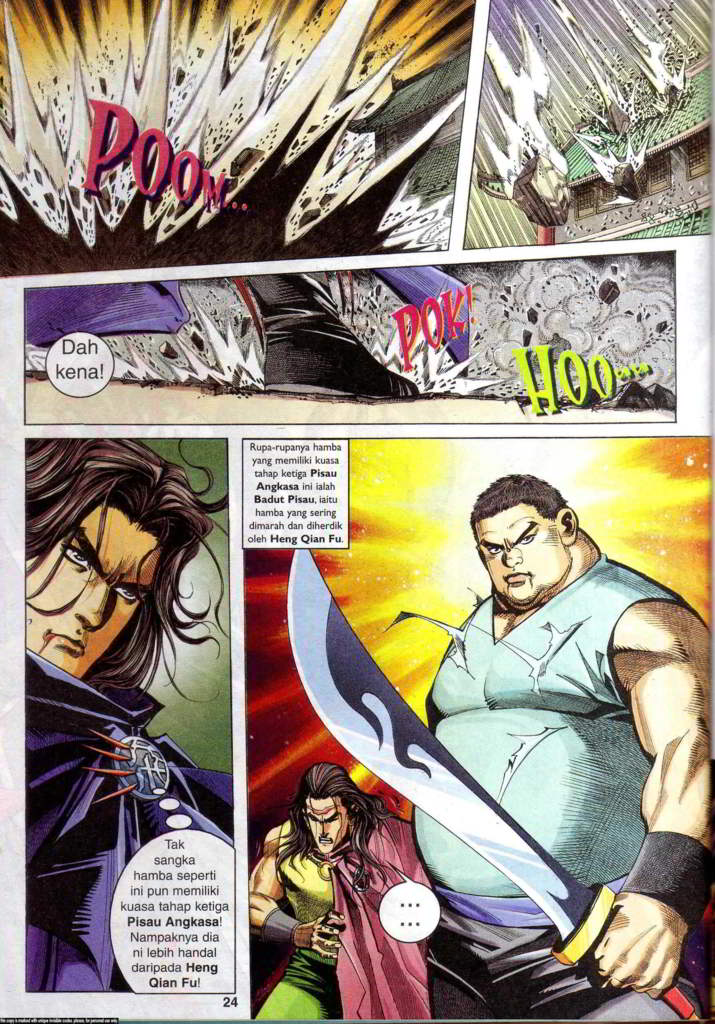 POOM..
POK!
HOO....
Dah
kena!
Rupa-rupanya hamba
yang memiliki kuasa
tahap ketiga Pisau
Angkasa ini ialah
Badut Pisau, iaitu
hamba yang sering
dimarah dan diherdik
oleh Heng Qian Fu.
Tak
sangka
hamba seperti
ini pun memiliki
kuasa tahap ketiga
Pisau Angkasa!
Nampaknya dia
ni lebih handal
daripada Heng
Qian Fu!
...
...
24